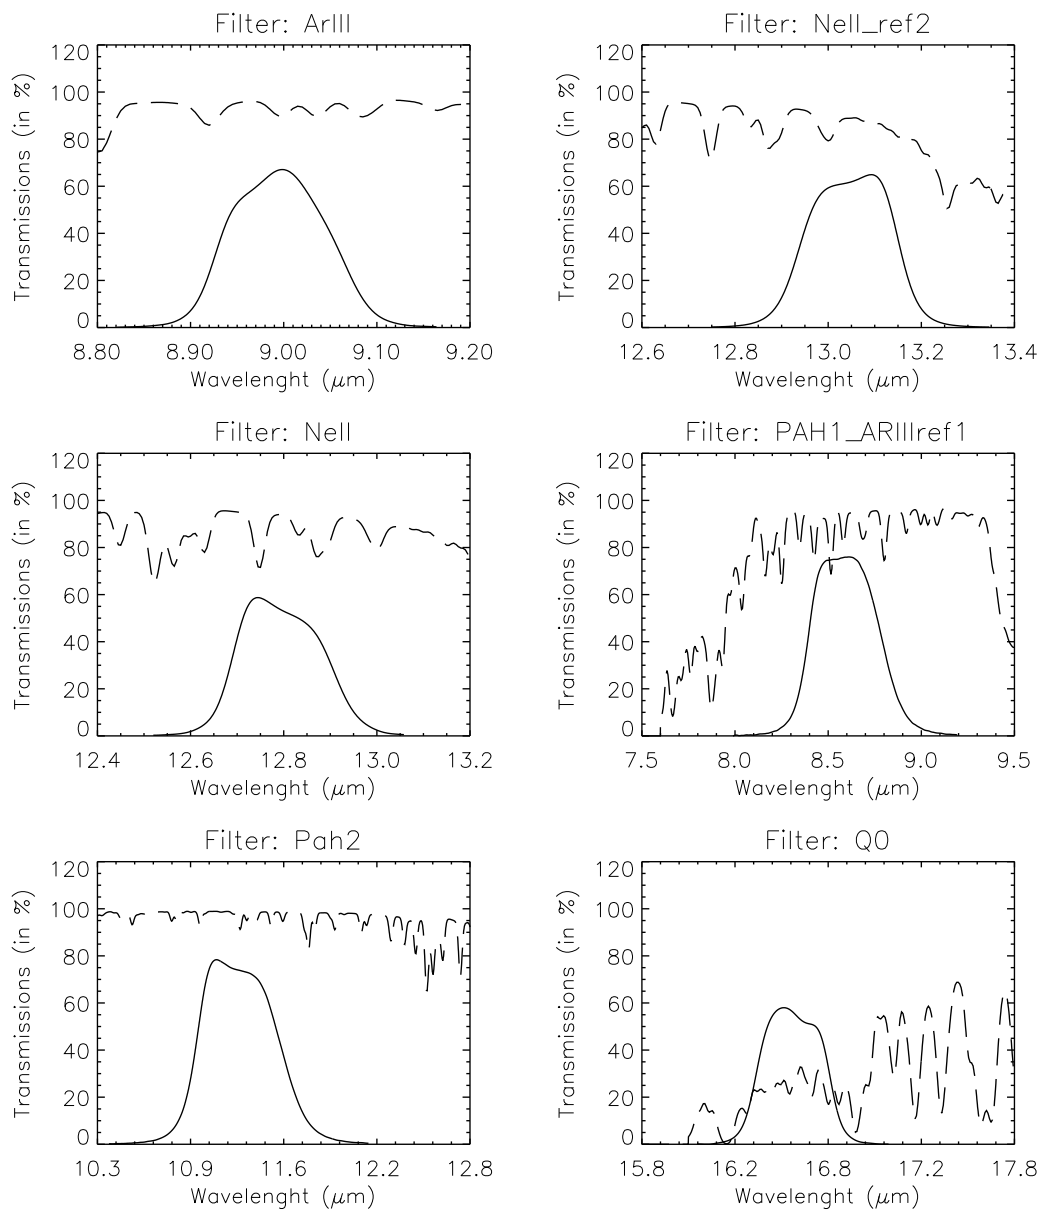 Filter: ArIII
120
100
80
60
40
20
0
Transmissions (in %)
8.80 8.90 9.00 9.10 9.20
Wavelenght (μm)
Filter: NeII_ref2
120
100
80
60
40
20
0
Transmissions (in %)
12.6 12.8 13.0 13.2 13.4
Wavelenght (μm)
Filter: NeII
120
100
80
60
40
20
0
Transmissions (in %)
12.4 12.6 12.8 13.0 13.2
Wavelenght (μm)
Filter: PAH1_ARIIIref1
120
100
80
60
40
20
0
Transmissions (in %)
7.5 8.0 8.5 9.0 9.5
Wavelenght (μm)
Filter: Pah2
120
100
80
60
40
20
0
Transmissions (in %)
10.3 10.9 11.6 12.2 12.8
Wavelenght (μm)
Filter: Q0
120
100
80
60
40
20
0
Transmissions (in %)
15.8 16.2 16.8 17.2 17.8
Wavelenght (μm)